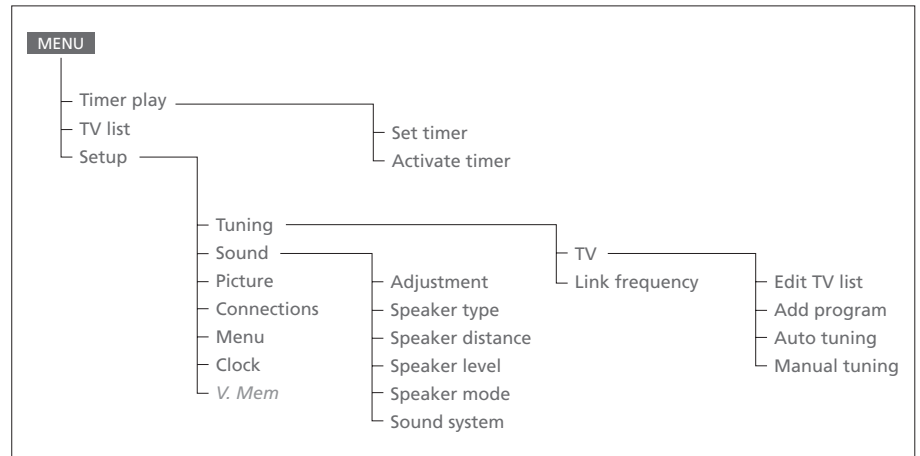 MENU
Timer play
TV list
Setup
Set timer
Activate timer
Tuning
Sound
Picture
Connections
Menu
Clock
V. Mem
TV
Link frequency
Adjustment
Speaker type
Speaker distance
Speaker level
Speaker mode
Sound system
Edit TV list
Add program
Auto tuning
Manual tuning